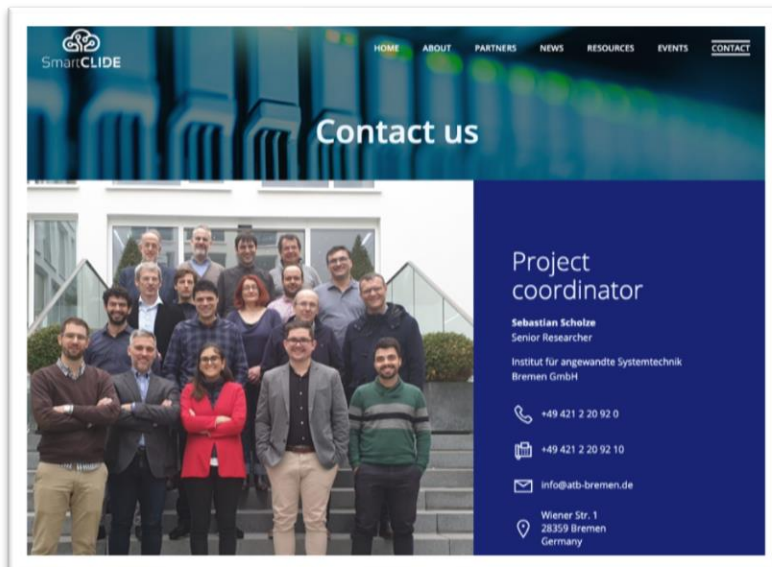 SmartCLIDE
HOME ABOUT PARTNERS NEWS RESOURCES EVENTS CONTACT
Contact us
Project
coordinator
Sebastian Scholze
Senior Researcher
Institut für angewandte Systemtechnik
Bremen GmbH
+49 421 2 20 92 0
+49 421 2 20 92 10
info@atb-bremen.de
Wiener Str. 1
28359 Bremen
Germany